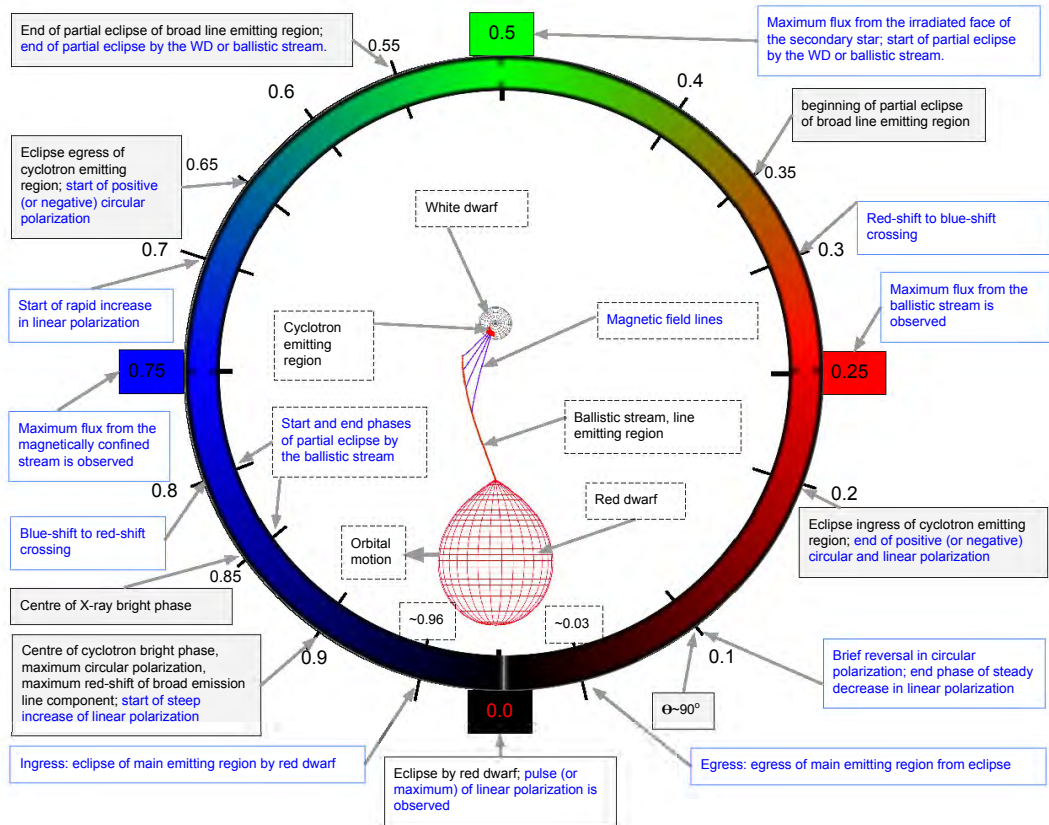 End of partial eclipse of broad line emitting region;
end of partial eclipse by the WD or ballistic stream.
0.55
0.5
Maximum flux from the irradiated face of
the secondary star; start of partial eclipse
by the WD or ballistic stream.
0.6
0.4
beginning of partial eclipse
of broad line emitting region
Eclipse egress of
cyclotron emitting
region; start of positive
(or negative) circular
polarization
0.65
0.35
White dwarf
Red-shift to blue-shift
crossing
0.7
0.3
Start of rapid increase
in linear polarization
Maximum flux from the
ballistic stream is
observed
Cyclotron
emitting
region
Magnetic field lines
0.75
0.25
Maximum flux from the
magnetically confined
stream is observed
Start and end phases
of partial eclipse by
the ballistic stream
Ballistic stream, line
emitting region
0.8
0.2
Red dwarf
Blue-shift to red-shift
crossing
Orbital
motion
Eclipse ingress of cyclotron emitting
region; end of positive (or negative)
circular and linear polarization
0.85
Centre of X-ray bright phase
~0.96
~0.03
Centre of cyclotron bright phase,
maximum circular polarization,
maximum red-shift of broad emission
line component; start of steep
increase of linear polarization
0.9
0.1
Brief reversal in circular
polarization; end phase of steady
decrease in linear polarization
0.0
Θ~90°
Ingress: eclipse of main emitting region by red dwarf
Eclipse by red dwarf; pulse (or
maximum) of linear polarization is
observed
Egress: egress of main emitting region from eclipse